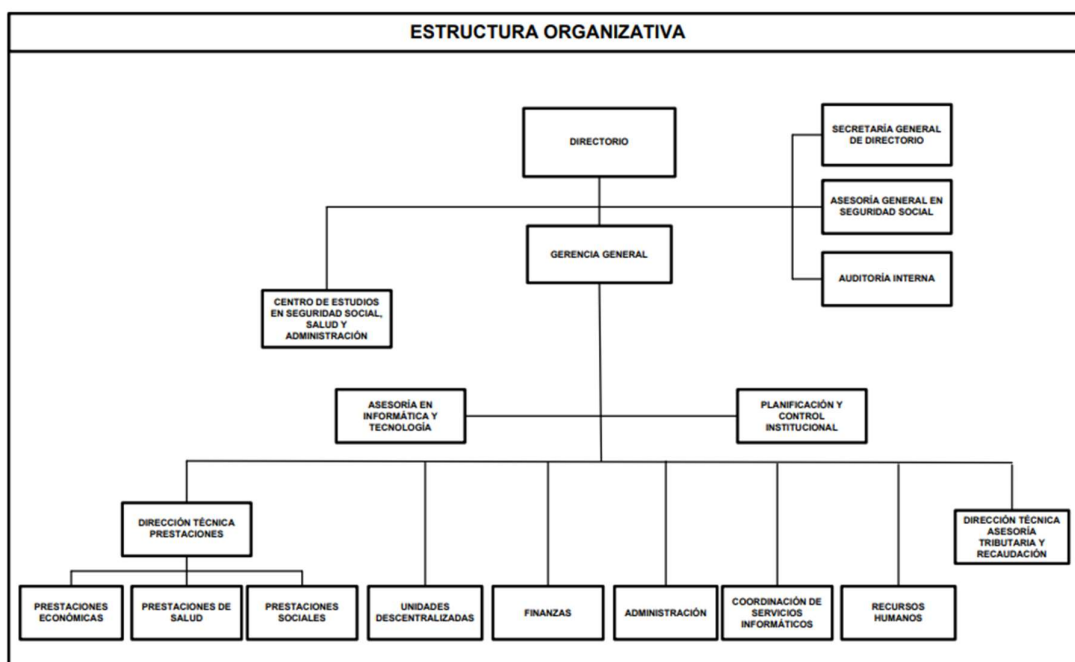 ESTRUCTURA ORGANIZATIVA
DIRECTORIO
SECRETARÍA GENERAL
DE DIRECTORIO
ASESORÍA GENERAL EN
SEGURIDAD SOCIAL
GERENCIA GENERAL
AUDITORÍA INTERNA
CENTRO DE ESTUDIOS
EN SEGURIDAD SOCIAL,
SALUD Y
ADMINISTRACIÓN
ASESORÍA EN
INFORMÁTICA Y
TECNOLOGÍA
PLANIFICACIÓN Y
CONTROL
INSTITUCIONAL
DIRECCIÓN TÉCNICA
PRESTACIONES
DIRECCIÓN TÉCNICA
ASESORÍA
TRIBUTARIA Y
RECAUDACIÓN
PRESTACIONES
ECONÓMICAS
PRESTACIONES DE
SALUD
PRESTACIONES
SOCIALES
UNIDADES
DESCENTRALIZADAS
FINANZAS
ADMINISTRACIÓN
COORDINACIÓN DE
SERVICIOS
INFORMÁTICOS
RECURSOS
HUMANOS